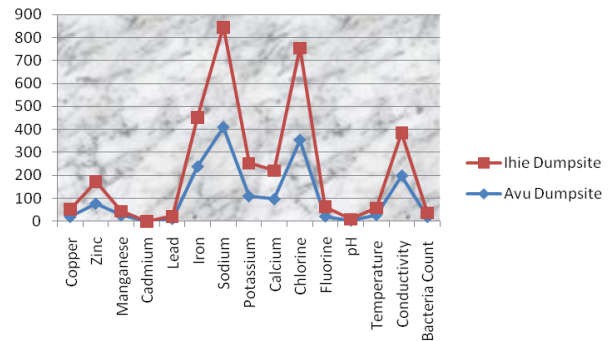 900
800
700
600
500
400
300
200
100
0
Copper
Zinc
Manganese
Cadmium
Lead
Iron
Sodium
Potassium
Calcium
Chlorine
Fluorine
pH
Temperature
Conductivity
Bacteria Count
Ihie Dumpsite
Avu Dumpsite